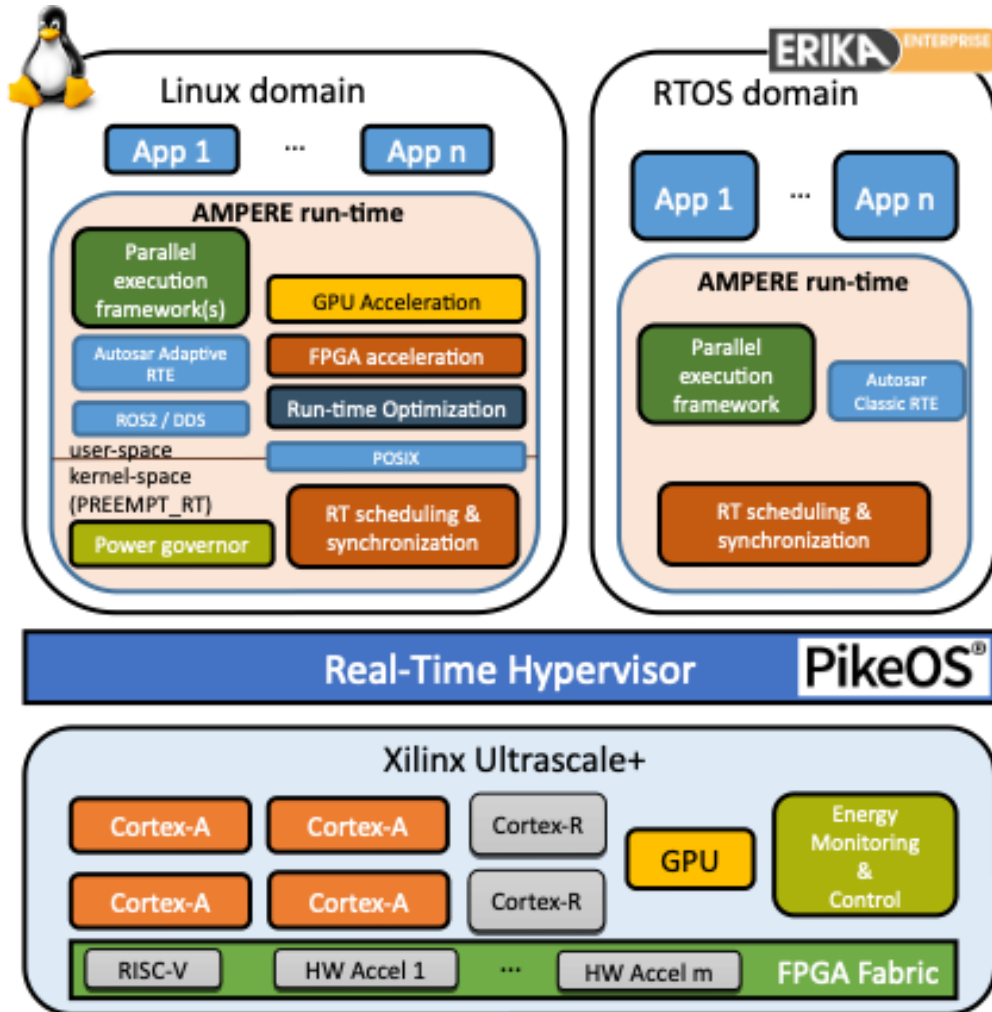 ERIKA ENTERPRISE
Linux domain
App 1
...
App n
AMPERE run-time
Parallel
execution
framework(s)
GPU Acceleration
Autosar Adaptive
RTE
FPGA acceleration
ROS2 / DDS
Run-time Optimization
user-space
POSIX
kernel-space
(PREEMPT_RT)
Power governor
RT scheduling &
synchronization
RTOS domain
App 1
...
App n
AMPERE run-time
Parallel
execution
framework
Autosar
Classic RTE
RT scheduling &
synchronization
Real-Time Hypervisor
PikeOS®
Xilinx Ultrascale+
Cortex-A
Cortex-A
Cortex-R
Cortex-A
Cortex-A
Cortex-R
GPU
Energy
Monitoring
&
Control
RISC-V
HW Accel 1
...
HW Accel m
FPGA Fabric